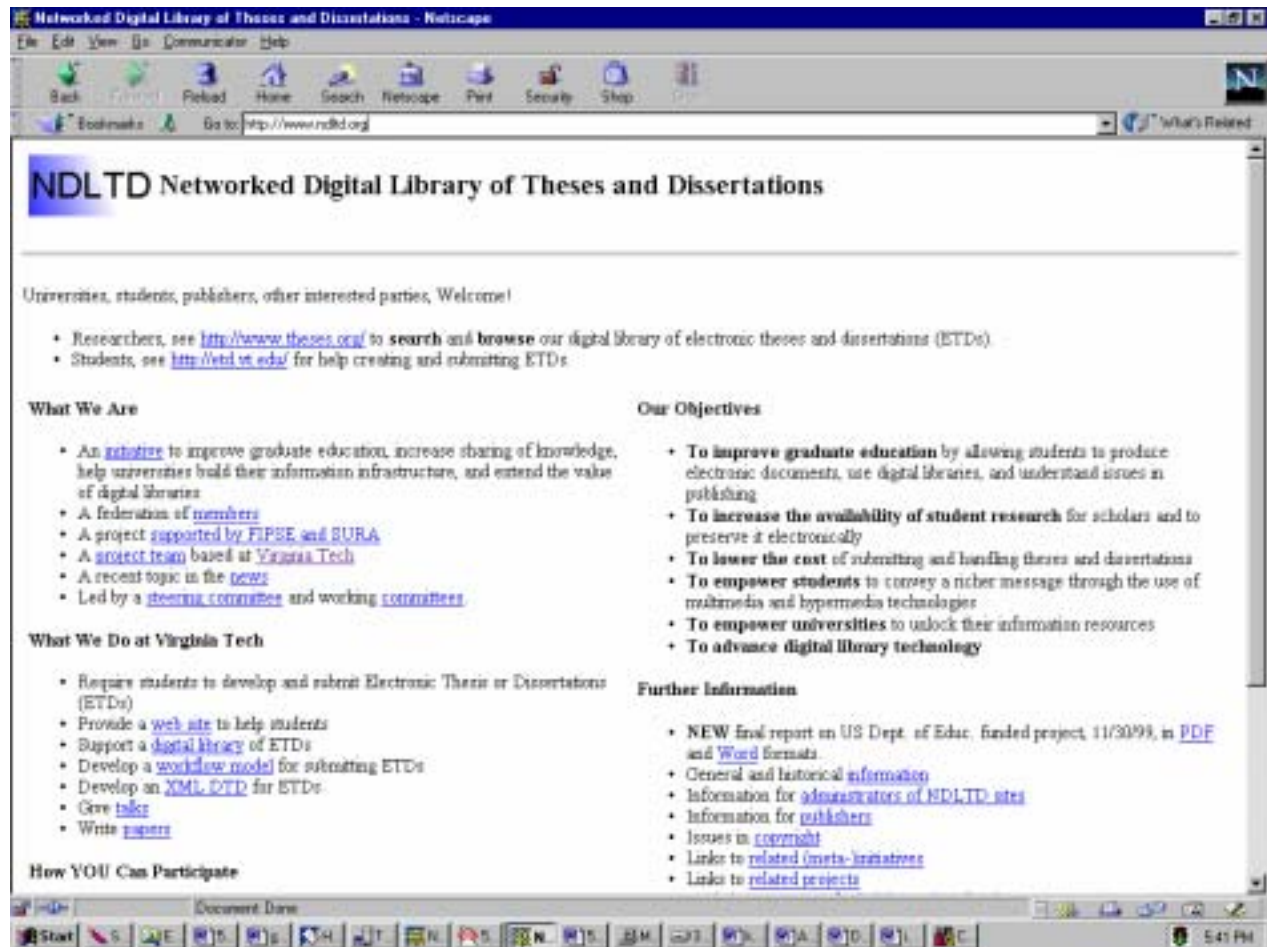 Networked Digital Library of Theses and Dissertations - Netscape
File Edit View Go Communicator Help
Back Forward Reload Home Search Netscape Print Security Shop
Bookmarks Go to: http://www.ndltd.org What's Related
NDLTD Networked Digital Library of Theses and Dissertations
Universities, students, publishers, other interested parties, Welcome!
• Researchers, see http://www.theses.org/ to search and browse our digital library of electronic theses and dissertations (ETDs).
• Students, see http://etd.vt.edu/ for help creating and submitting ETDs
What We Are
• An initiative to improve graduate education, increase sharing of knowledge,
help universities build their information infrastructure, and extend the value
of digital libraries
• A federation of members
• A project supported by FIPSE and SURA
• A project team based at Virginia Tech
• A recent topic in the news
• Led by a steering committee and working committees.
What We Do at Virginia Tech
• Require students to develop and submit Electronic Thesis or Dissertations
(ETDs)
• Provide a web site to help students
• Support a digital library of ETDs
• Develop a workflow model for submitting ETDs
• Develop an XML DTD for ETDs
• Give talks
• Write papers
How YOU Can Participate
Our Objectives
• To improve graduate education by allowing students to produce
electronic documents, use digital libraries, and understand issues in
publishing
• To increase the availability of student research for scholars and to
preserve it electronically
• To lower the cost of submitting and handling theses and dissertations
• To empower students to convey a richer message through the use of
multimedia and hypermedia technologies
• To empower universities to unlock their information resources
• To advance digital library technology
Further Information
• NEW final report on US Dept. of Educ. funded project, 11/30/99, in PDF
and Word formats.
• General and historical information
• Information for administrators of NDLTD sites
• Information for publishers
• Issues in copyright
• Links to related (meta-)initiatives
• Links to related projects
Document: Done
Start 5:41 PM